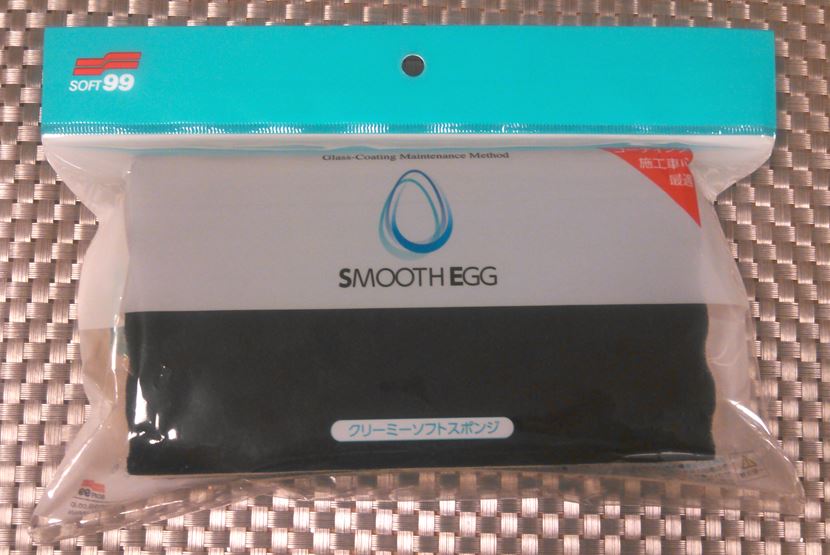 SOFT99
Glass-Coating Maintenance Method
施工車に
最適
SMOOTH EGG
クリーミーソフトスポンジ